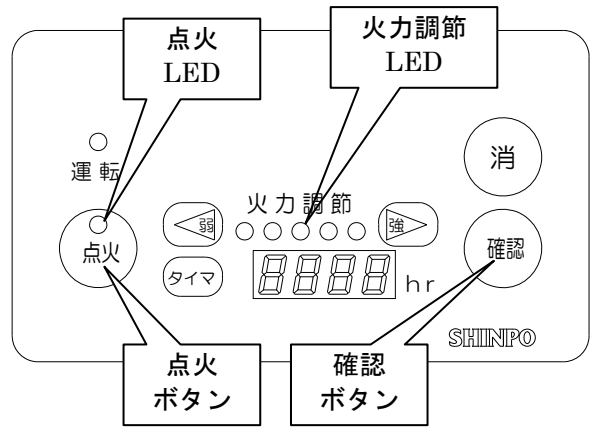 点火
LED
火力調節
LED
運転
消
火力調節
弱
強
点火
確認
タイマ
8888
hr
SHINPO
点火
ボタン
確認
ボタン